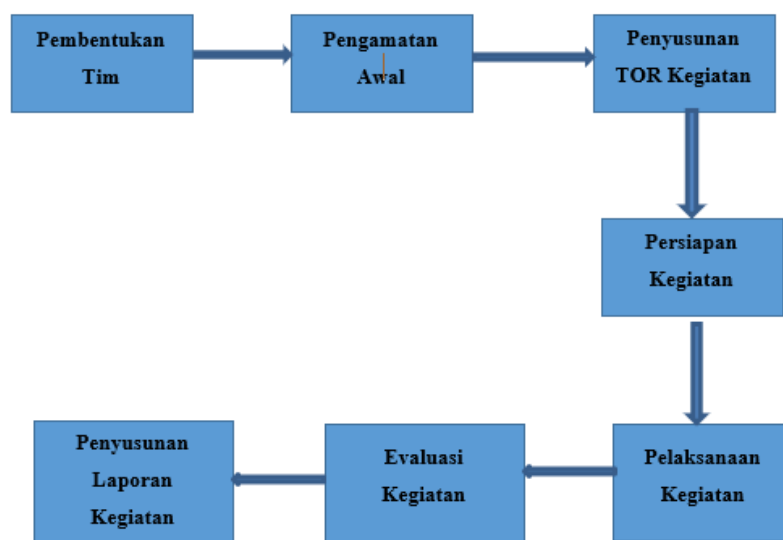 Pembentukan
Tim
Pengamatan
Awal
Penyusunan
TOR Kegiatan
Persiapan
Kegiatan
Pelaksanaan
Kegiatan
Evaluasi
Kegiatan
Penyusunan
Laporan
Kegiatan